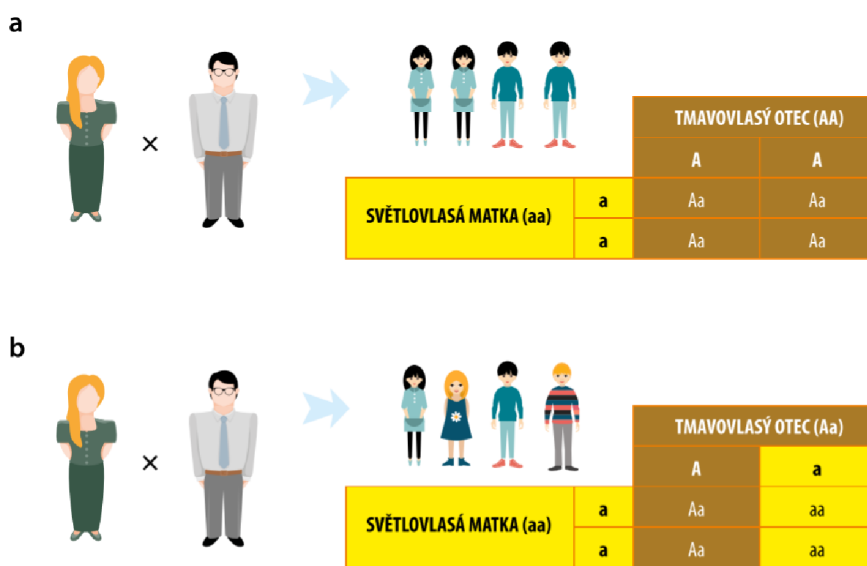 a
×
TMAVOVLASÝ OTEC (AA)
A A
SVĚTLOVLASÁ MATKA (aa) a Aa Aa
a Aa Aa
b
×
TMAVOVLASÝ OTEC (Aa)
A a
SVĚTLOVLASÁ MATKA (aa) a Aa aa
a Aa aa